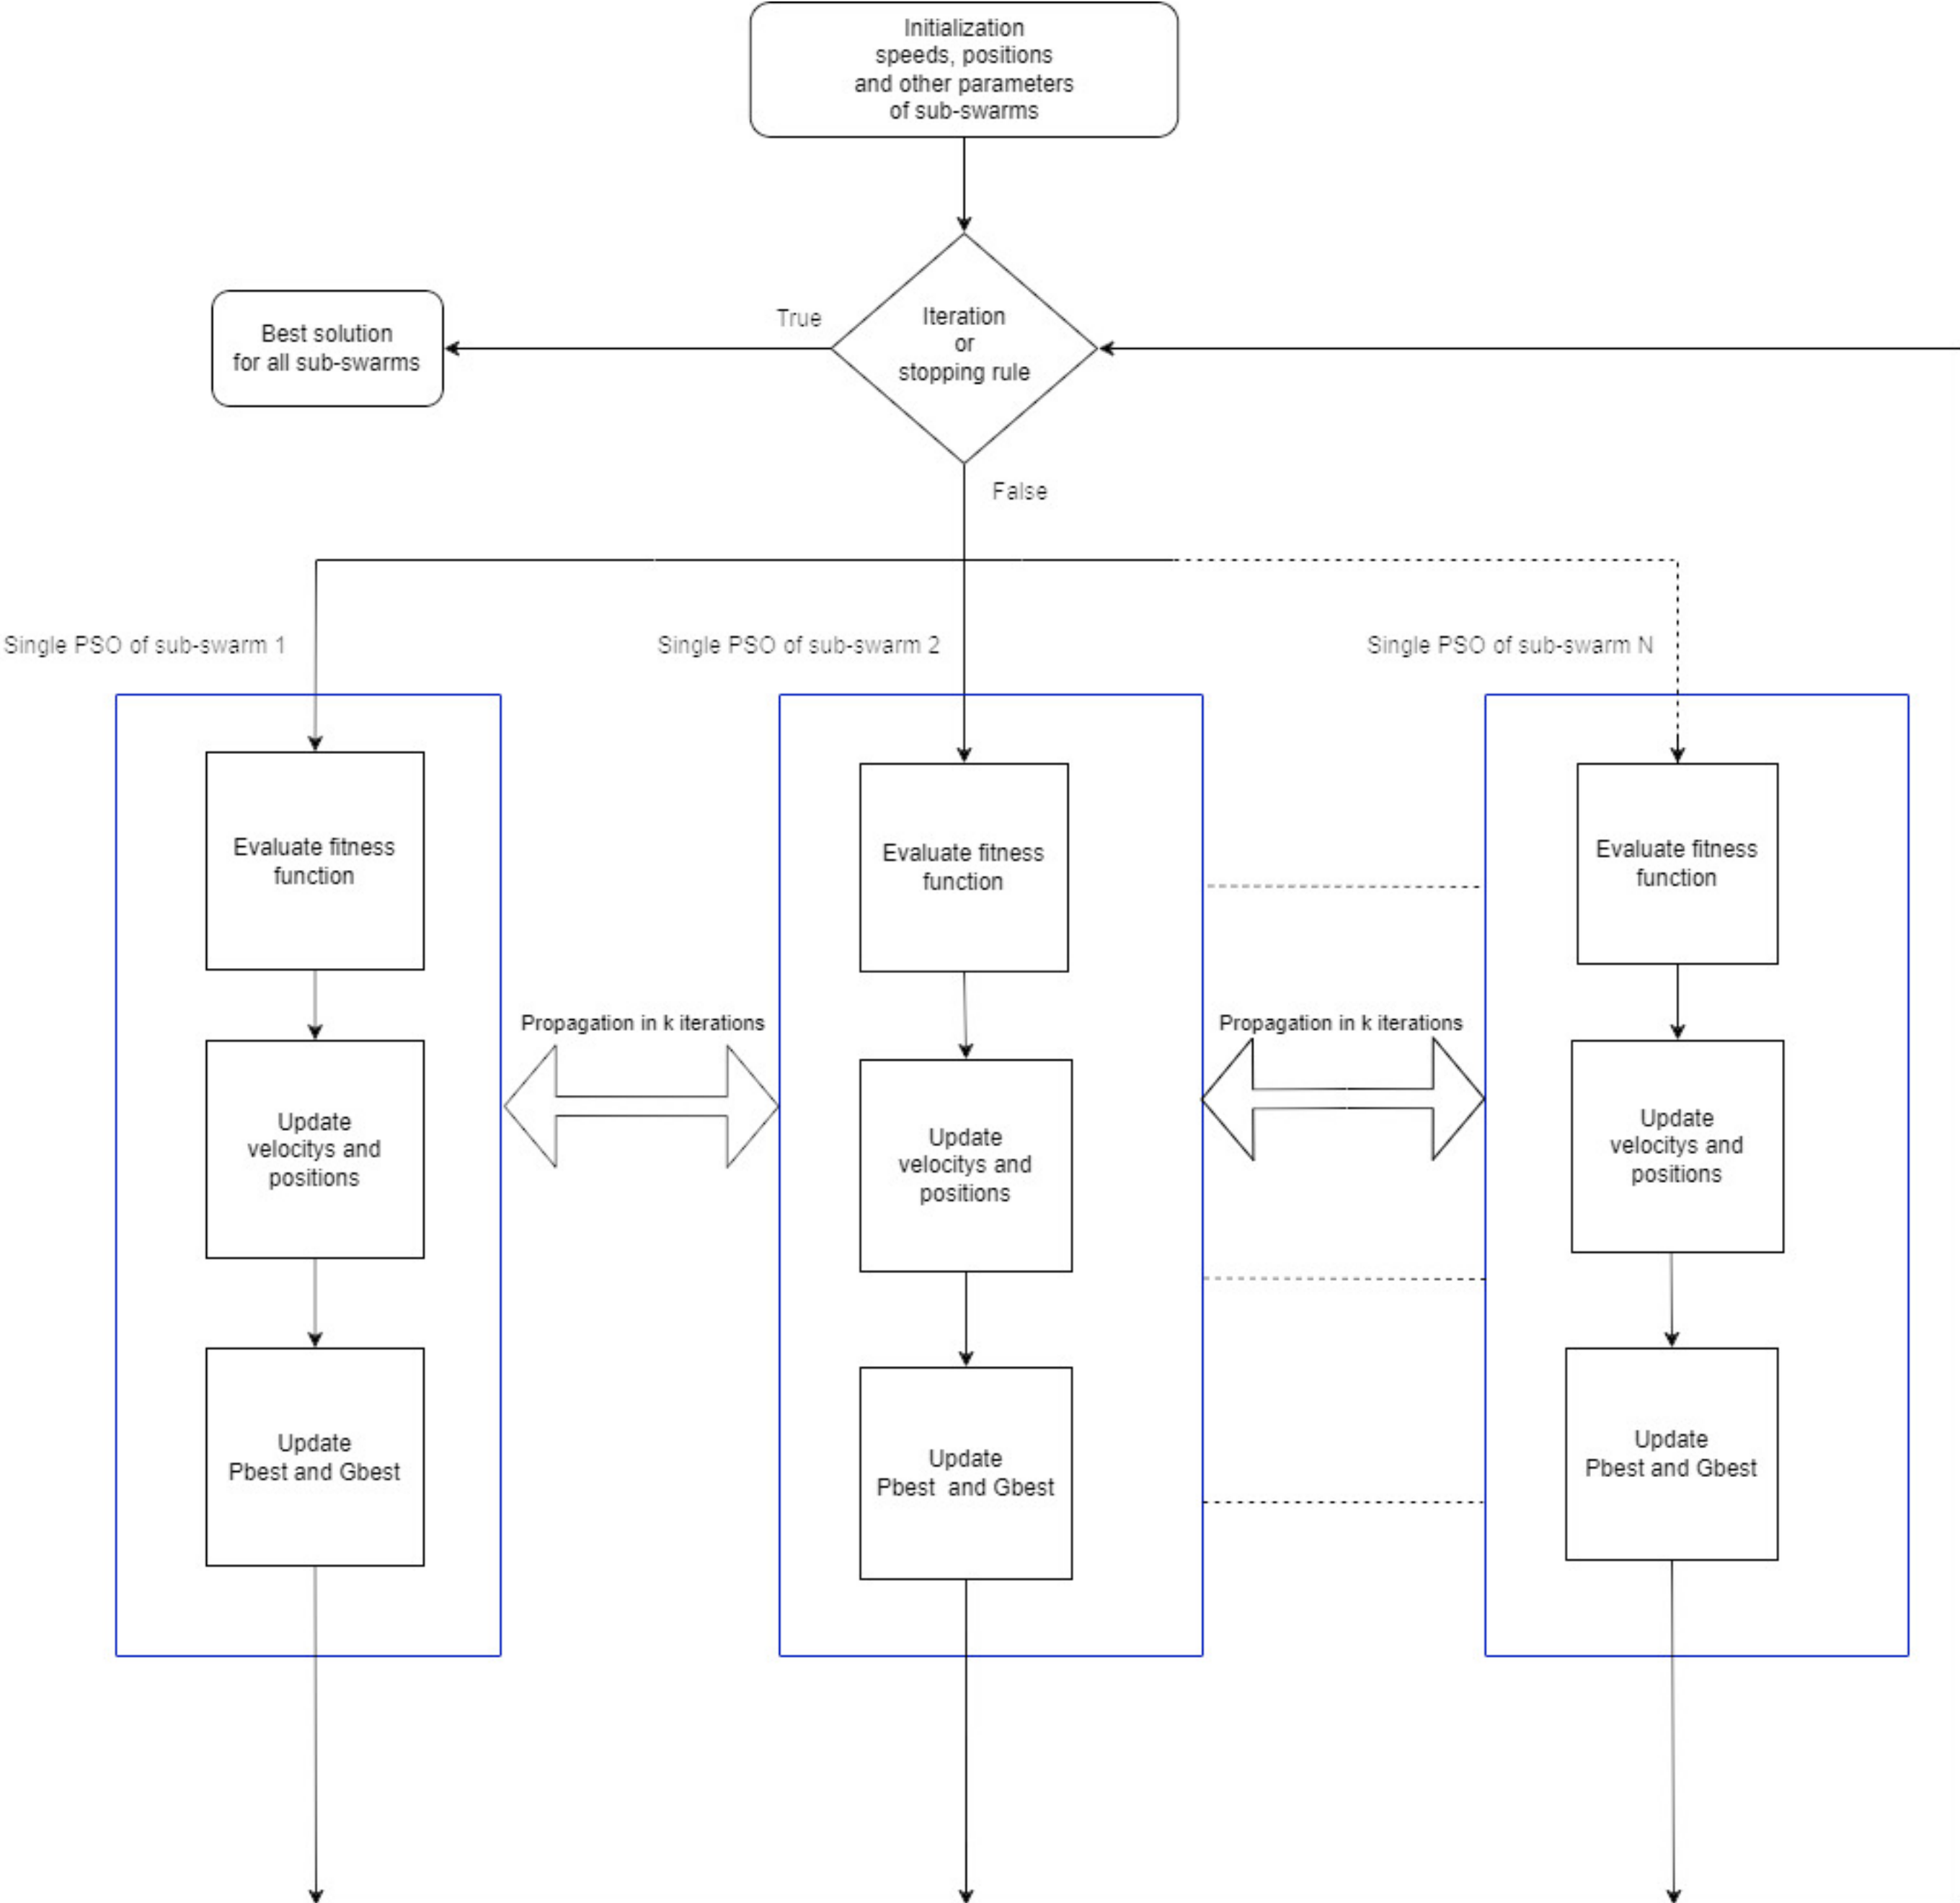 Initialization
speeds, positions
and other parameters
of sub-swarms
True
Iteration
or
stopping rule
Best solution
for all sub-swarms
False
Single PSO of sub-swarm 1
Single PSO of sub-swarm 2
Single PSO of sub-swarm N
Evaluate fitness
function
Evaluate fitness
function
Evaluate fitness
function
Propagation in k iterations
Propagation in k iterations
Update
velocitys and
positions
Update
velocitys and
positions
Update
velocitys and
positions
Update
Pbest and Gbest
Update
Pbest  and Gbest
Update
Pbest and Gbest